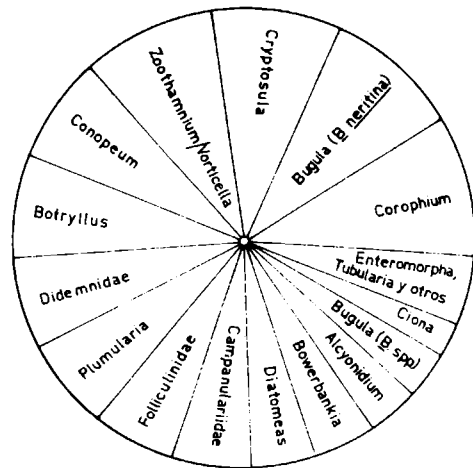 Cryptosula
Bugula (B neritina)
Corophium
Enteromorpha,
Tubularia y otros
Ciona
Bugula (B spp)
Alcyonidium
Bowerbankia
Diatomeas
Campanulariidae
Folliculinidae
Plumularia
Didemnidae
Botryllus
Conopeum
Zoothamnium/Vorticella